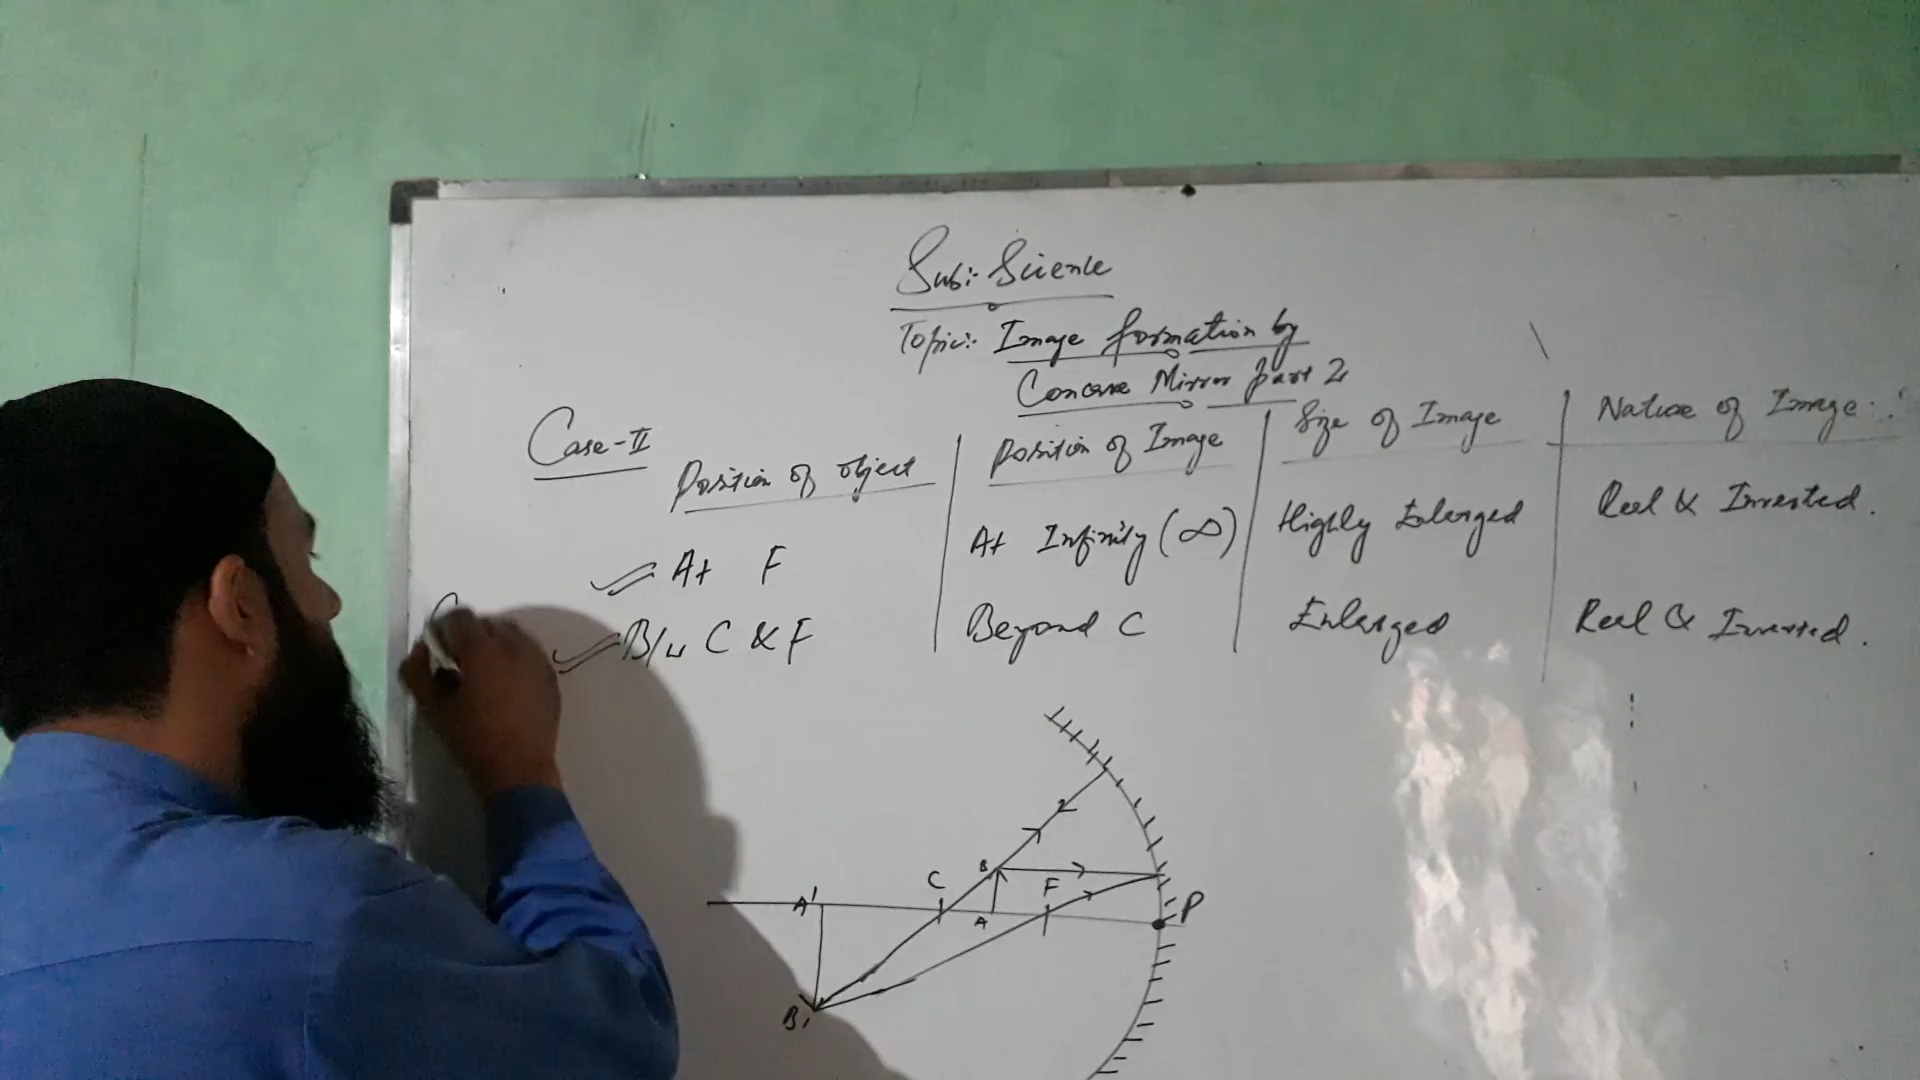 Sub:- Science
Topic:- Image formation by
Concave Mirror part 2
Case-II
Position of object | Position of Image | Size of Image | Nature of Image:
At F | At Infinity (∞) | Highly Enlarged | Real & Inverted.
B/w C & F | Beyond C | Enlarged | Real & Inverted.
C B F
A' A P
B'